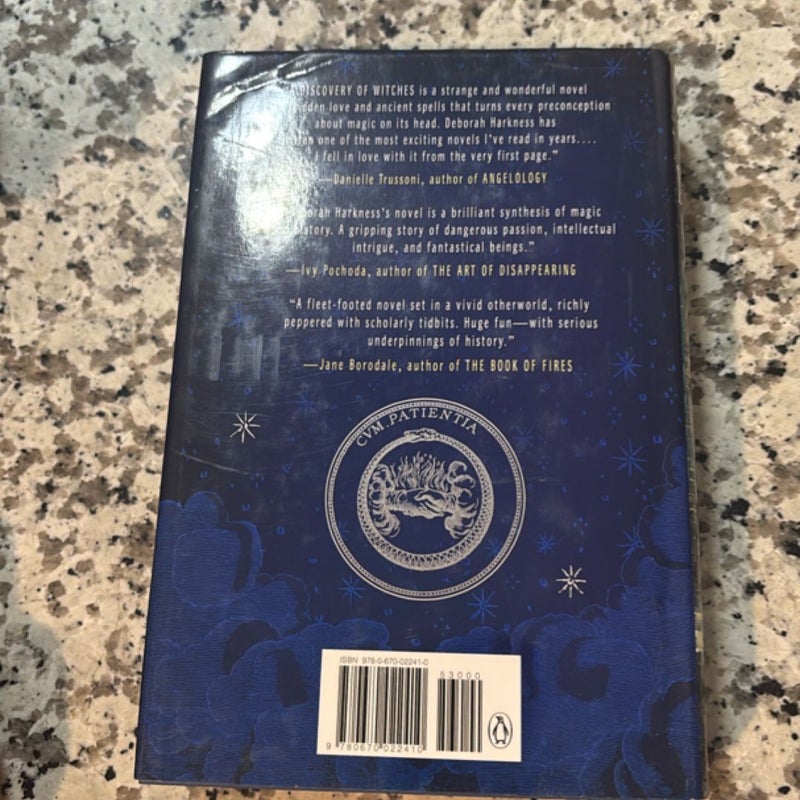 DISCOVERY OF WITCHES is a strange and wonderful novel
love and ancient spells that turns every preconception
about magic on its head. Deborah Harkness has
one of the most exciting novels I've read in years....
I fell in love with it from the very first page."
—Danielle Trussoni, author of ANGELOLOGY
Harkness's novel is a brilliant synthesis of magic
A gripping story of dangerous passion, intellectual
intrigue, and fantastical beings."
—Ivy Pochoda, author of THE ART OF DISAPPEARING
"A fleet-footed novel set in a vivid otherworld, richly
peppered with scholarly tidbits. Huge fun—with serious
underpinnings of history."
—Jane Borodale, author of THE BOOK OF FIRES
CVM.PATIENTIA
ISBN 978-0-670-02241-0
53000
9 780670 022410